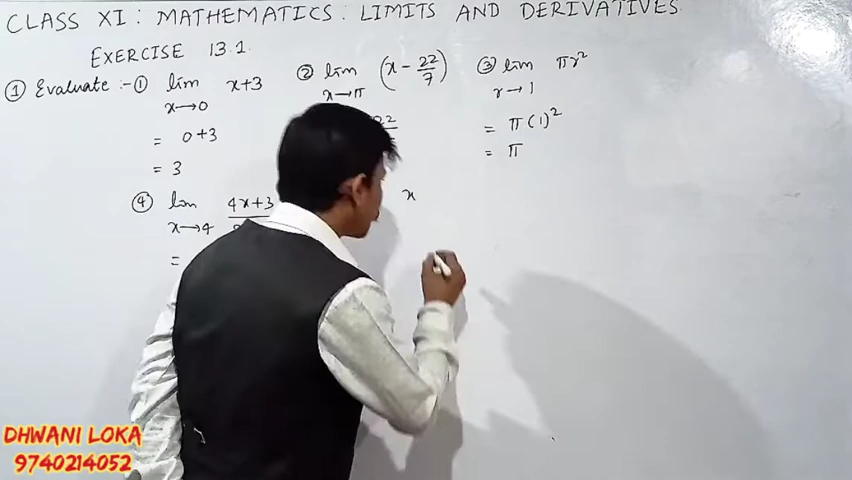 CLASS XI : MATHEMATICS : LIMITS AND DERIVATIVES
EXERCISE 13.1
① Evaluate :- ① lim x→0 x+3
= 0+3
= 3
② lim x→π (x - 22/7)
22
③ lim r→1 πr²
= π(1)²
= π
④ lim x→4 4x+3
=
x
DHWANI LOKA
9740214052